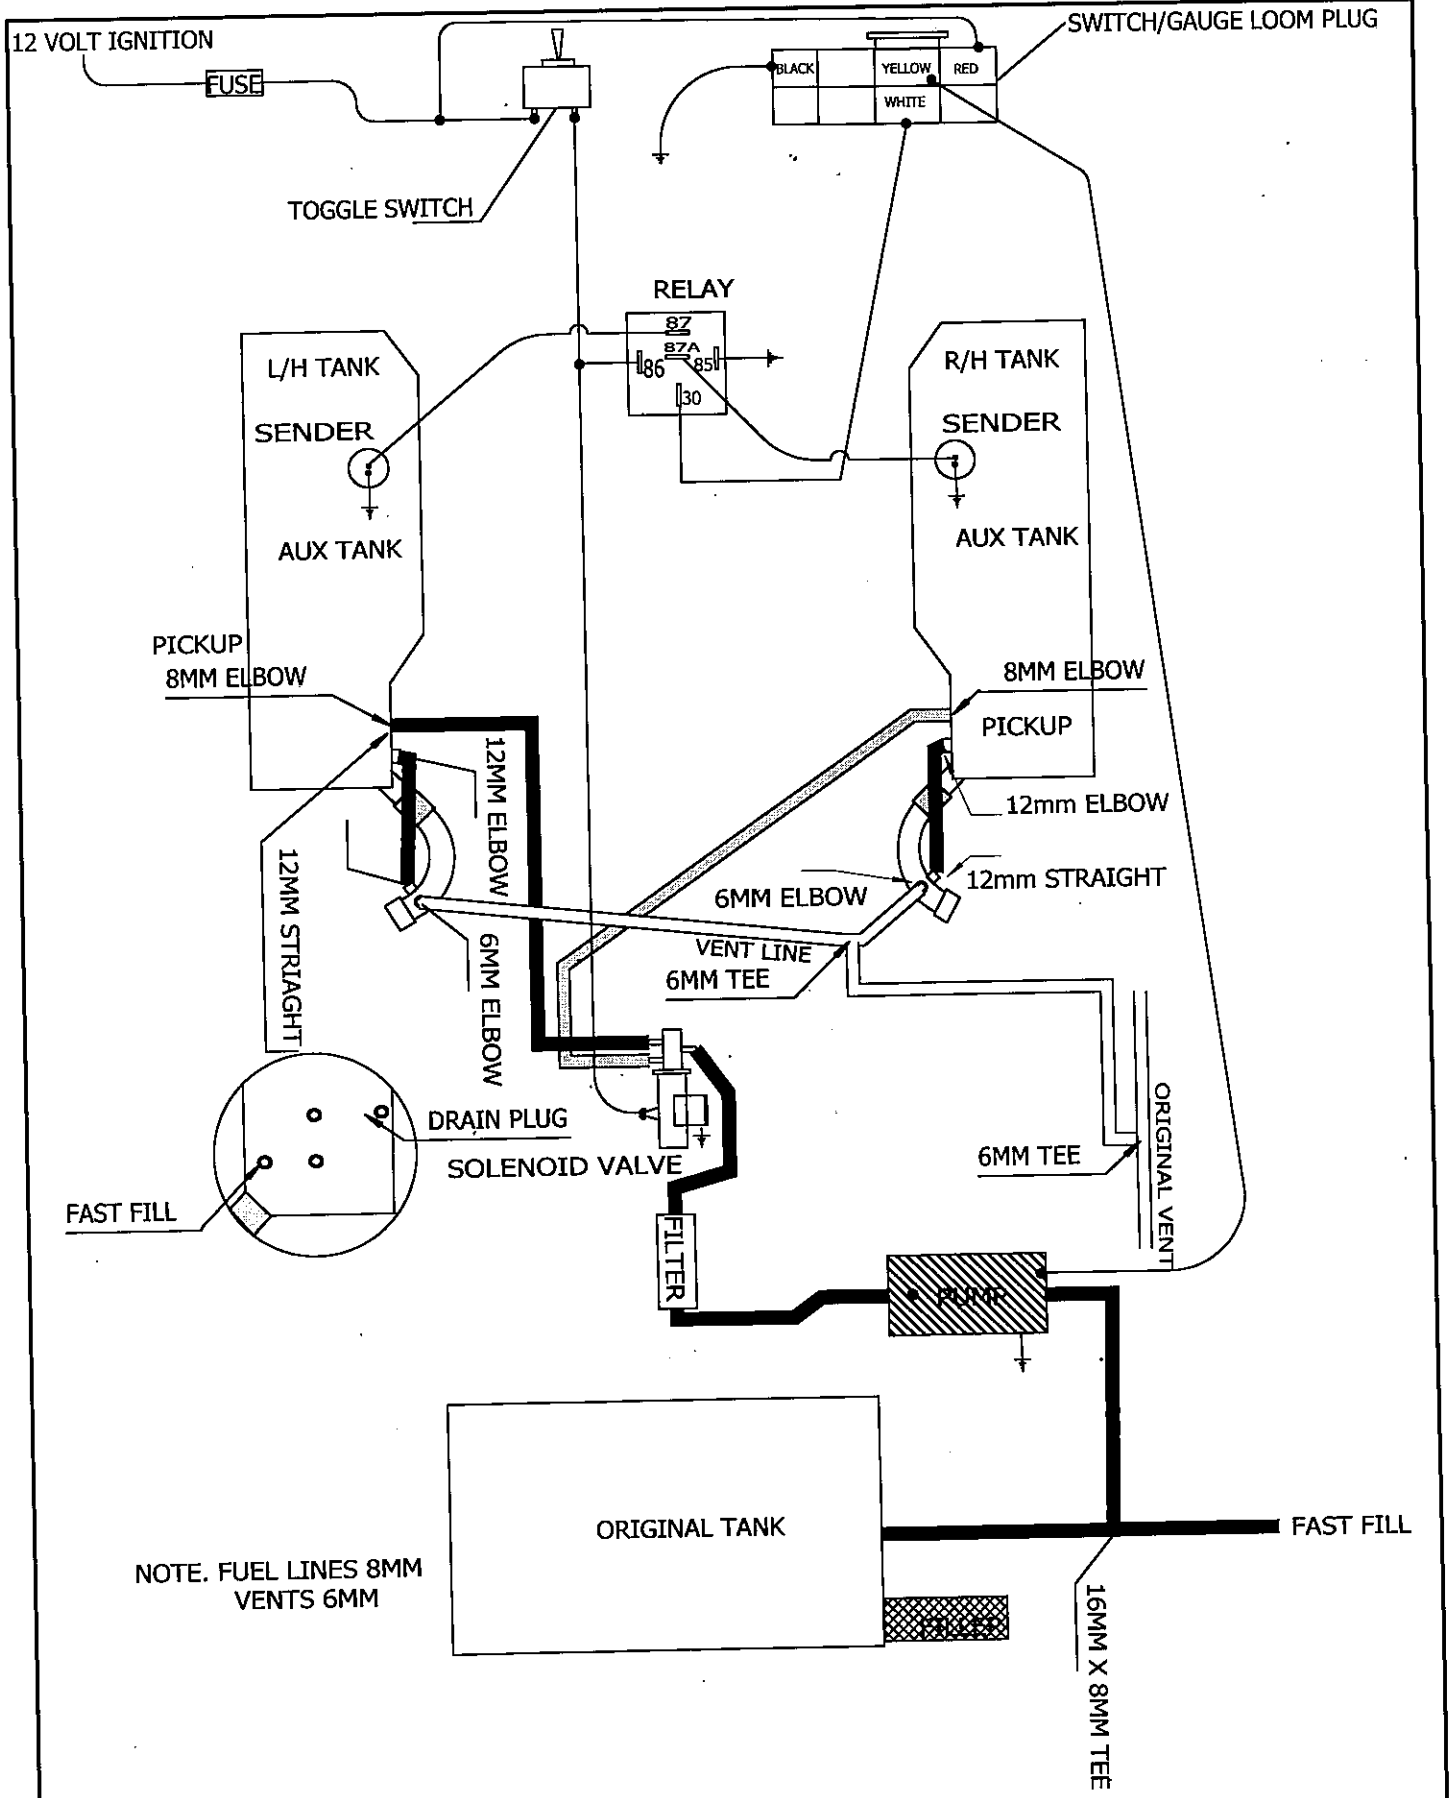 12 VOLT IGNITION
FUSE
SWITCH/GAUGE LOOM PLUG
BLACK
YELLOW
RED
WHITE
TOGGLE SWITCH
RELAY
87
87A
86
85
30
L/H TANK
SENDER
AUX TANK
R/H TANK
SENDER
AUX TANK
PICKUP
8MM ELBOW
8MM ELBOW
PICKUP
12MM ELBOW
12mm ELBOW
12MM STRIAGHT
12mm STRAIGHT
6MM ELBOW
6MM ELBOW
VENT LINE
6MM TEE
ORIGINAL VENT
6MM TEE
DRAIN PLUG
SOLENOID VALVE
FAST FILL
FILTER
PUMP
ORIGINAL TANK
FAST FILL
NOTE. FUEL LINES 8MM
VENTS 6MM
FILLER
16MM X 8MM TEE